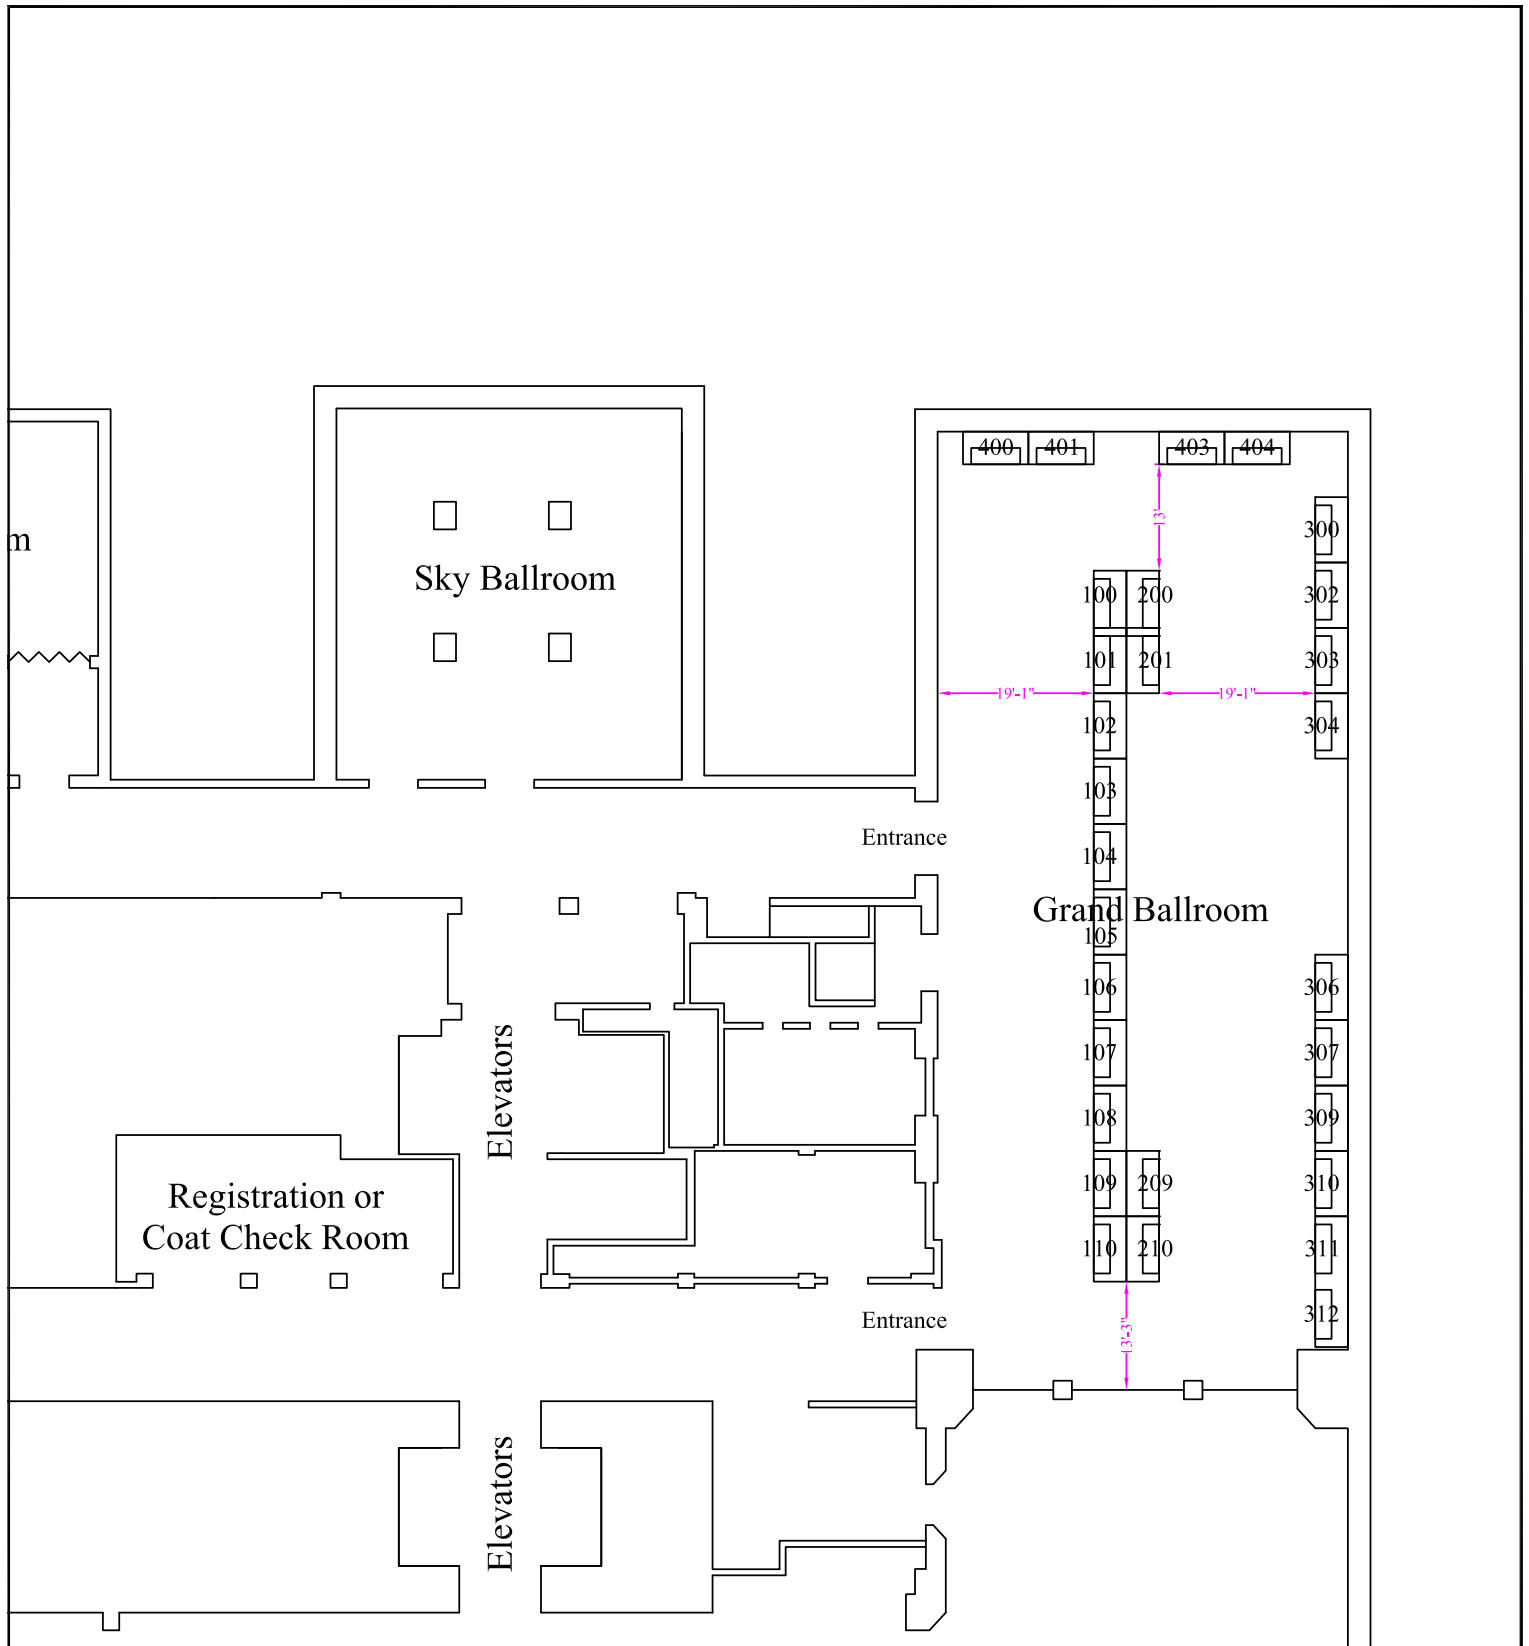 400 401 403 404
13'
300
m
Sky Ballroom
100 200 302
101 201 303
19'-1" 19'-1"
102 304
103
Entrance
104
Grand Ballroom
105
106 306
107 307
Elevators
108 309
109 209 310
Registration or
Coat Check Room
110 210 311
312
Entrance
13'-3"
Elevators